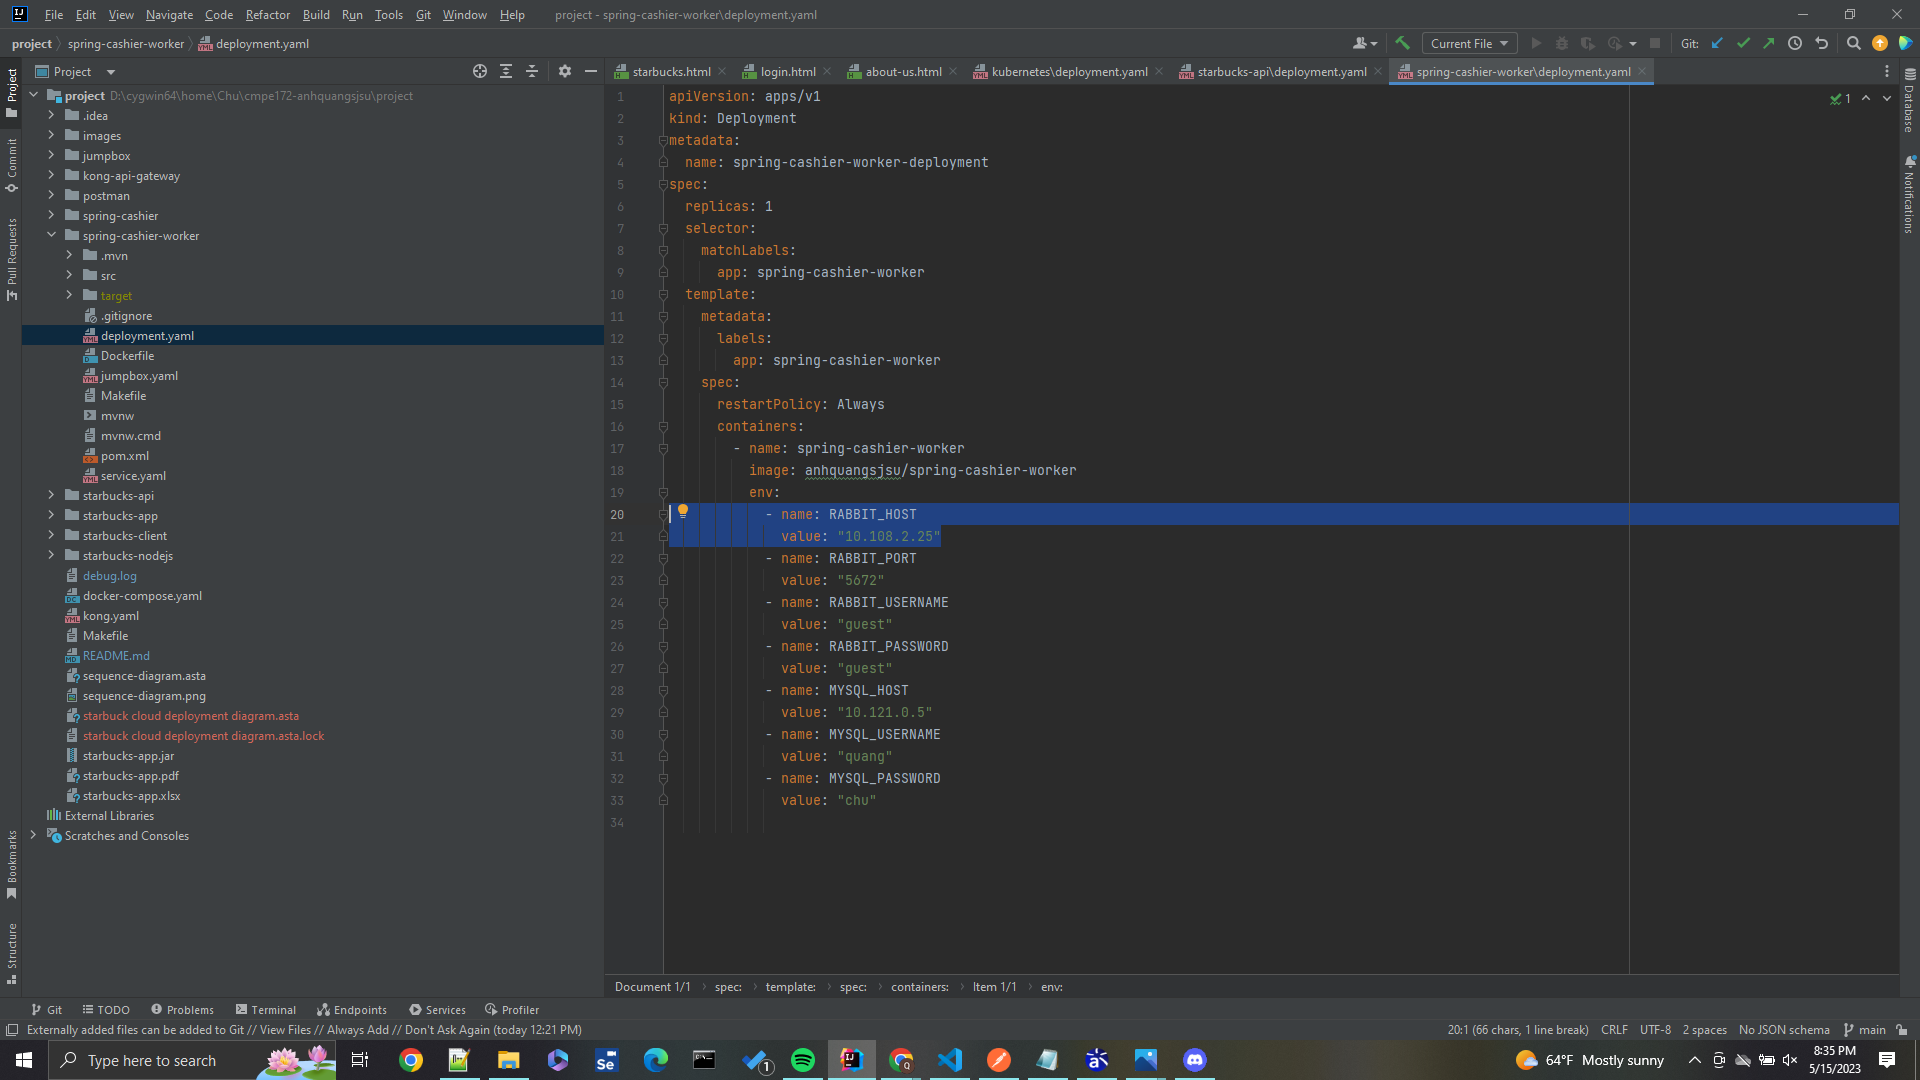 File Edit View Navigate Code Refactor Build Run Tools Git Window Help project - spring-cashier-worker\deployment.yaml
project spring-cashier-worker deployment.yaml Current File Git:
Project
starbucks.html login.html about-us.html kubernetes\deployment.yaml starbucks-api\deployment.yaml spring-cashier-worker\deployment.yaml
Project
Commit
Pull Requests
Bookmarks
Structure
Database
Notifications
project D:\cygwin64\home\Chu\cmpe172-anhquangsjsu\project
.idea
images
jumpbox
kong-api-gateway
postman
spring-cashier
spring-cashier-worker
.mvn
src
target
.gitignore
deployment.yaml
Dockerfile
jumpbox.yaml
Makefile
mvnw
mvnw.cmd
pom.xml
service.yaml
starbucks-api
starbucks-app
starbucks-client
starbucks-nodejs
debug.log
docker-compose.yaml
kong.yaml
Makefile
README.md
sequence-diagram.asta
sequence-diagram.png
starbuck cloud deployment diagram.asta
starbuck cloud deployment diagram.asta.lock
starbucks-app.jar
starbucks-app.pdf
starbucks-app.xlsx
External Libraries
Scratches and Consoles
1 apiVersion: apps/v1
2 kind: Deployment
3 metadata:
4 name: spring-cashier-worker-deployment
5 spec:
6 replicas: 1
7 selector:
8 matchLabels:
9 app: spring-cashier-worker
10 template:
11 metadata:
12 labels:
13 app: spring-cashier-worker
14 spec:
15 restartPolicy: Always
16 containers:
17 - name: spring-cashier-worker
18 image: anhquangsjsu/spring-cashier-worker
19 env:
20 - name: RABBIT_HOST
21 value: "10.108.2.25"
22 - name: RABBIT_PORT
23 value: "5672"
24 - name: RABBIT_USERNAME
25 value: "guest"
26 - name: RABBIT_PASSWORD
27 value: "guest"
28 - name: MYSQL_HOST
29 value: "10.121.0.5"
30 - name: MYSQL_USERNAME
31 value: "quang"
32 - name: MYSQL_PASSWORD
33 value: "chu"
34
1
Document 1/1 spec: template: spec: containers: Item 1/1 env:
Git TODO Problems Terminal Endpoints Services Profiler
Externally added files can be added to Git // View Files // Always Add // Don't Ask Again (today 12:21 PM) 20:1 (66 chars, 1 line break) CRLF UTF-8 2 spaces No JSON schema main
Type here to search 64°F Mostly sunny
8:35 PM
5/15/2023